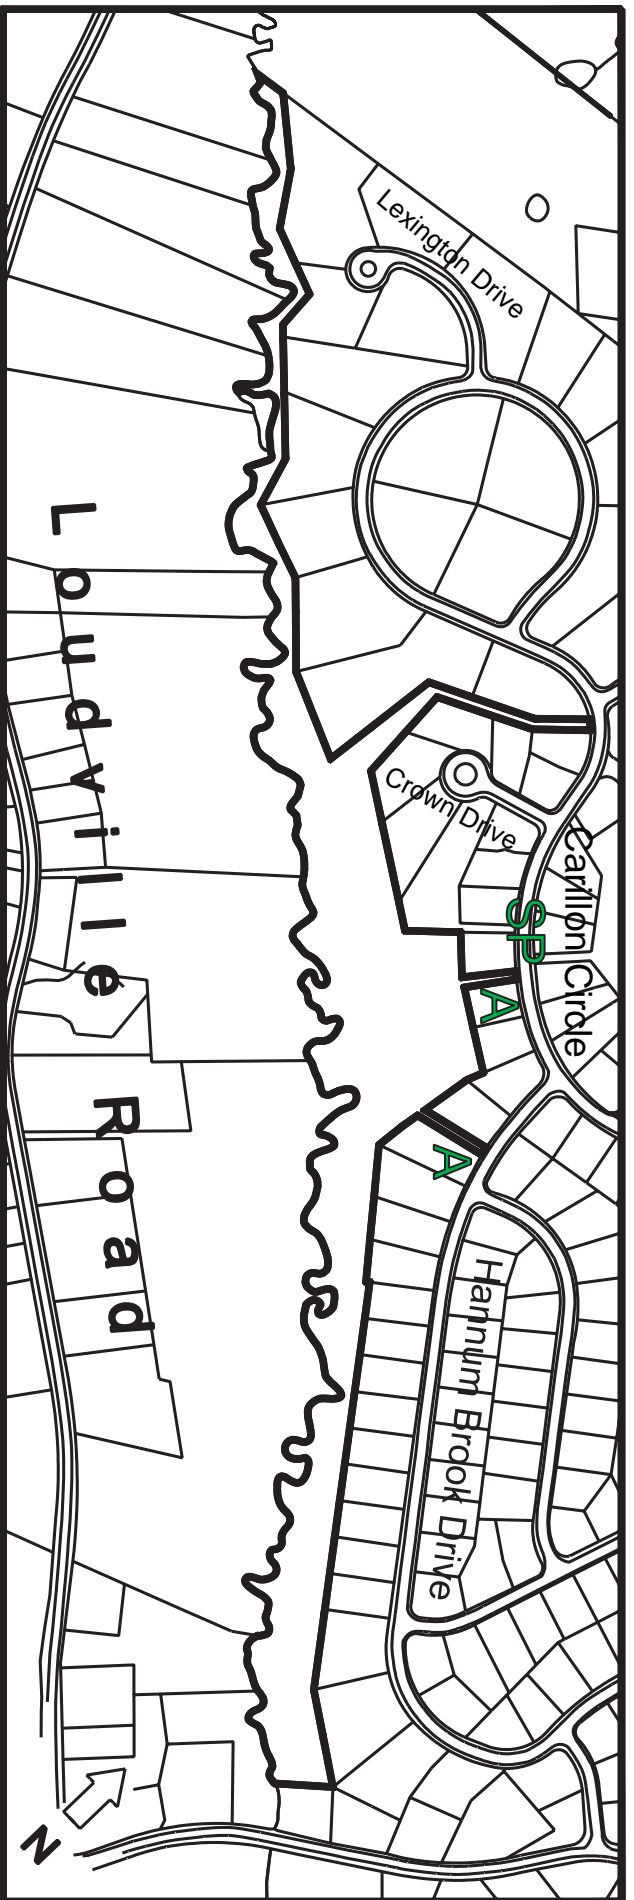 Lexington Drive
Loudville Road
Crown Drive
Carillon Circle
SP
A
A
Hannum Brook Drive
N